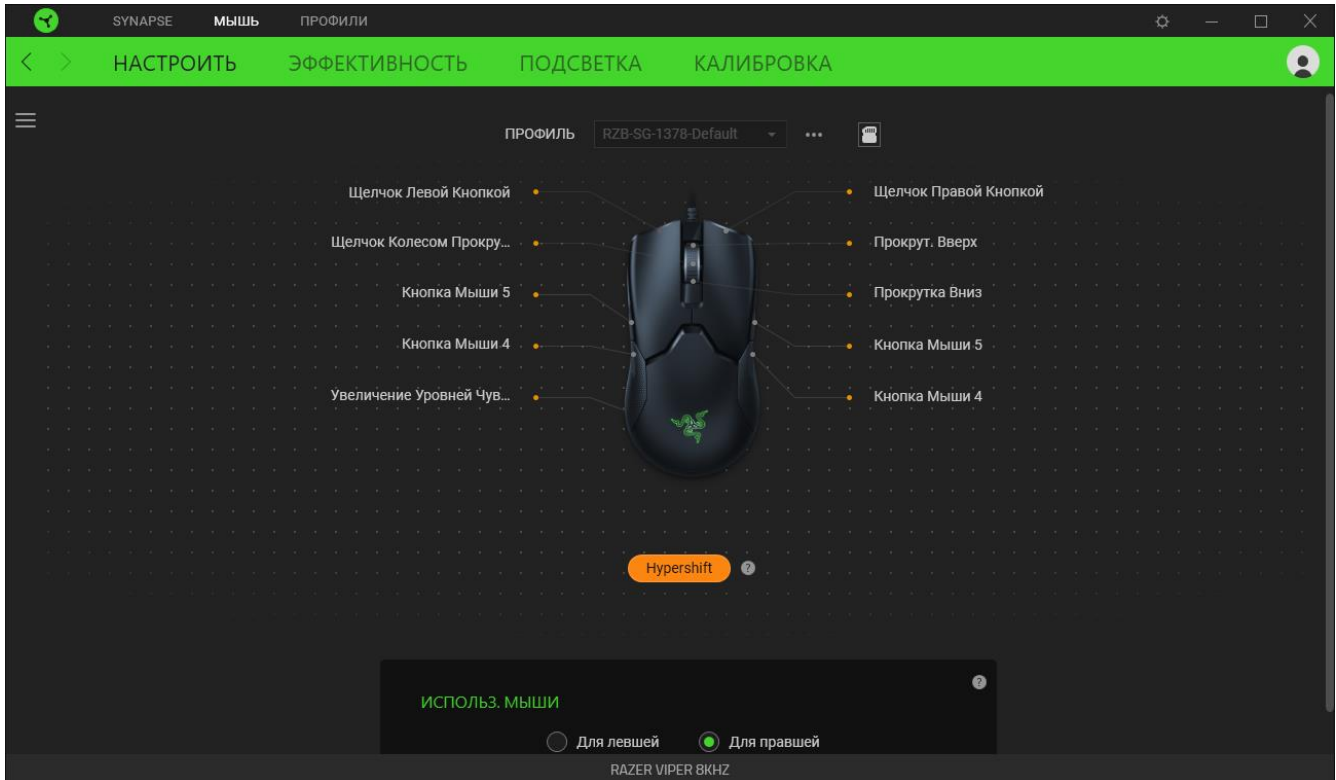 SYNAPSE МЫШЬ ПРОФИЛИ
НАСТРОИТЬ ЭФФЕКТИВНОСТЬ ПОДСВЕТКА КАЛИБРОВКА
ПРОФИЛЬ RZB-SG-1378-Default
Щелчок Левой Кнопкой Щелчок Правой Кнопкой
Щелчок Колесом Прокру... Прокрут. Вверх
Кнопка Мыши 5 Прокрутка Вниз
Кнопка Мыши 4 Кнопка Мыши 5
Увеличение Уровней Чув... Кнопка Мыши 4
Hypershift ?
?
ИСПОЛЬЗ. МЫШИ
Для левшей Для правшей
RAZER VIPER 8KHZ